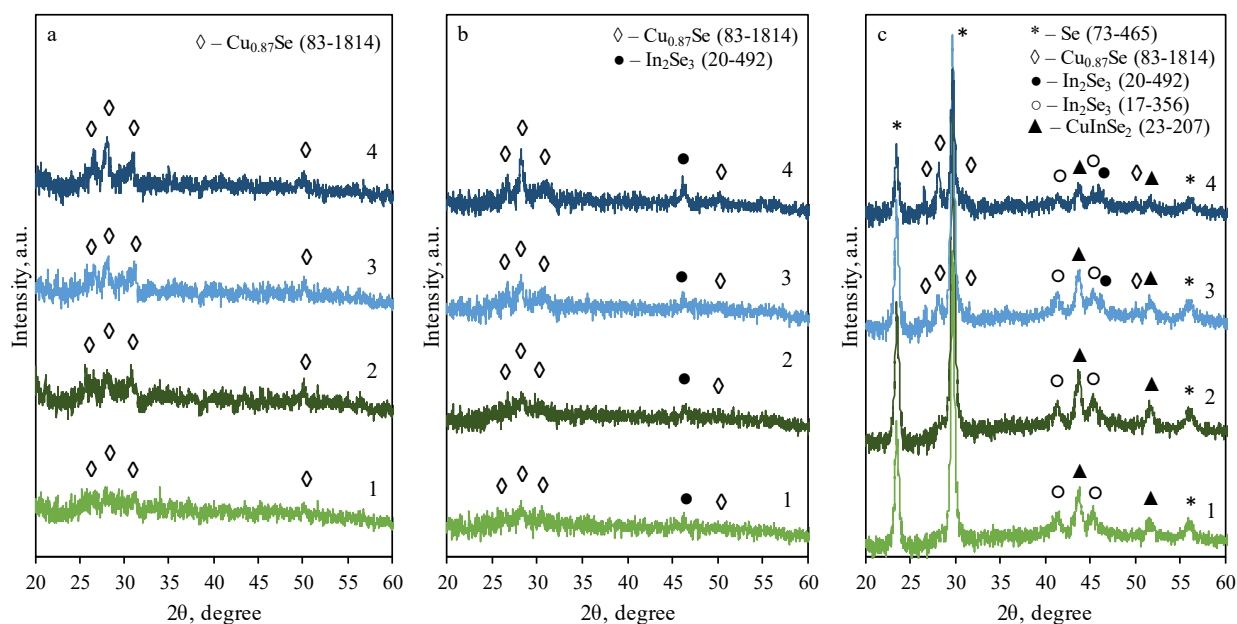 a
◊ – Cu0.87Se (83-1814)
4
3
2
1
Intensity, a.u.
20 25 30 35 40 45 50 55 60
2θ, degree
b
◊ – Cu0.87Se (83-1814)
● – In2Se3 (20-492)
4
3
2
1
Intensity, a.u.
20 25 30 35 40 45 50 55 60
2θ, degree
c
* – Se (73-465)
◊ – Cu0.87Se (83-1814)
● – In2Se3 (20-492)
○ – In2Se3 (17-356)
▲ – CuInSe2 (23-207)
4
3
2
1
Intensity, a.u.
20 25 30 35 40 45 50 55 60
2θ, degree